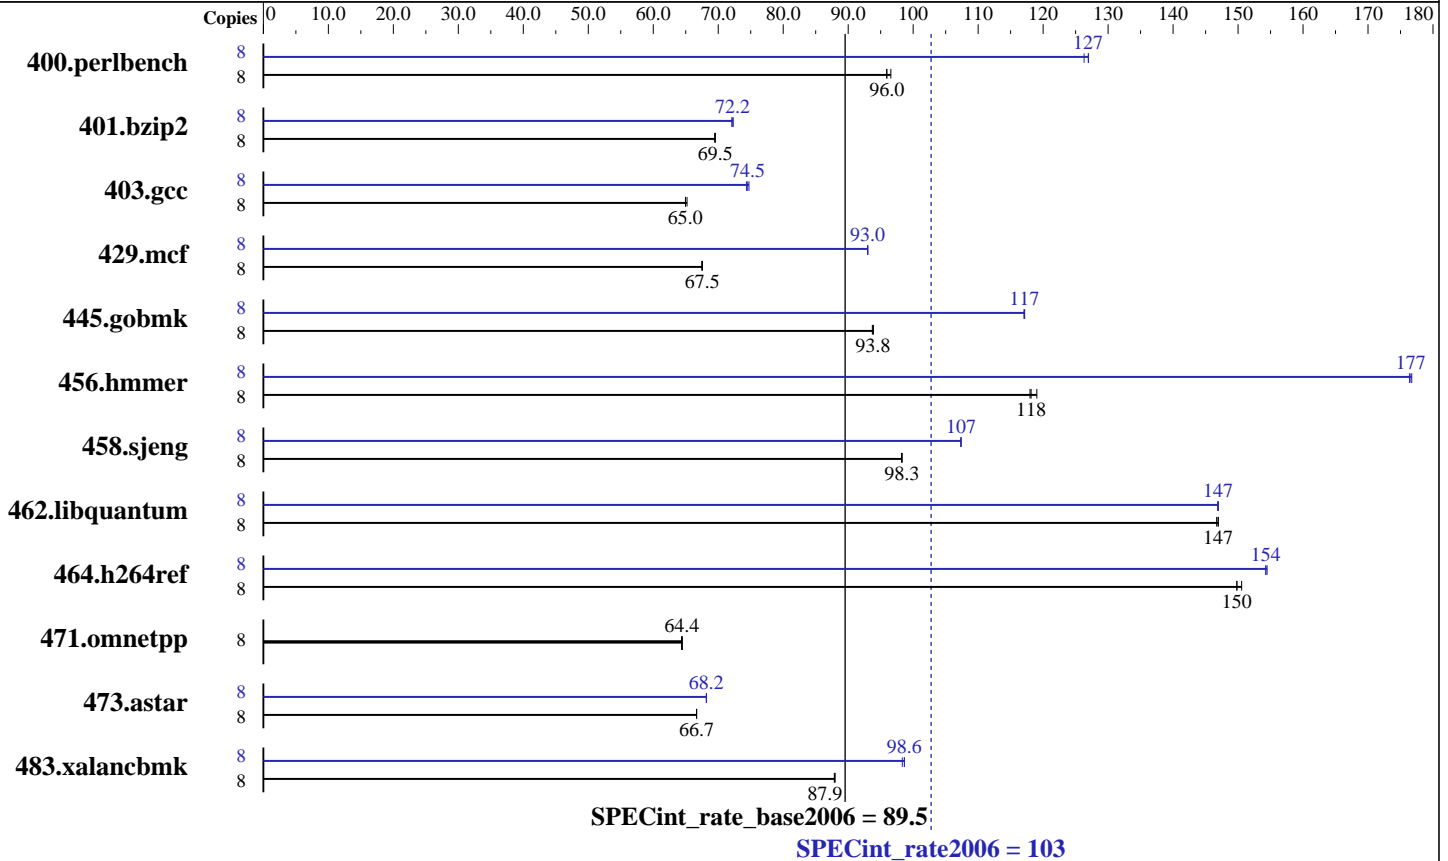 Copies 0 10.0 20.0 30.0 40.0 50.0 60.0 70.0 80.0 90.0 100 110 120 130 140 150 160 170 180
400.perlbench 8 127
8 96.0
401.bzip2 8 72.2
8 69.5
403.gcc 8 74.5
8 65.0
429.mcf 8 93.0
8 67.5
445.gobmk 8 117
8 93.8
456.hmmer 8 177
8 118
458.sjeng 8 107
8 98.3
462.libquantum 8 147
8 147
464.h264ref 8 154
8 150
471.omnetpp 8 64.4
473.astar 8 68.2
8 66.7
483.xalancbmk 8 98.6
8 87.9
SPECint_rate_base2006 = 89.5
SPECint_rate2006 = 103